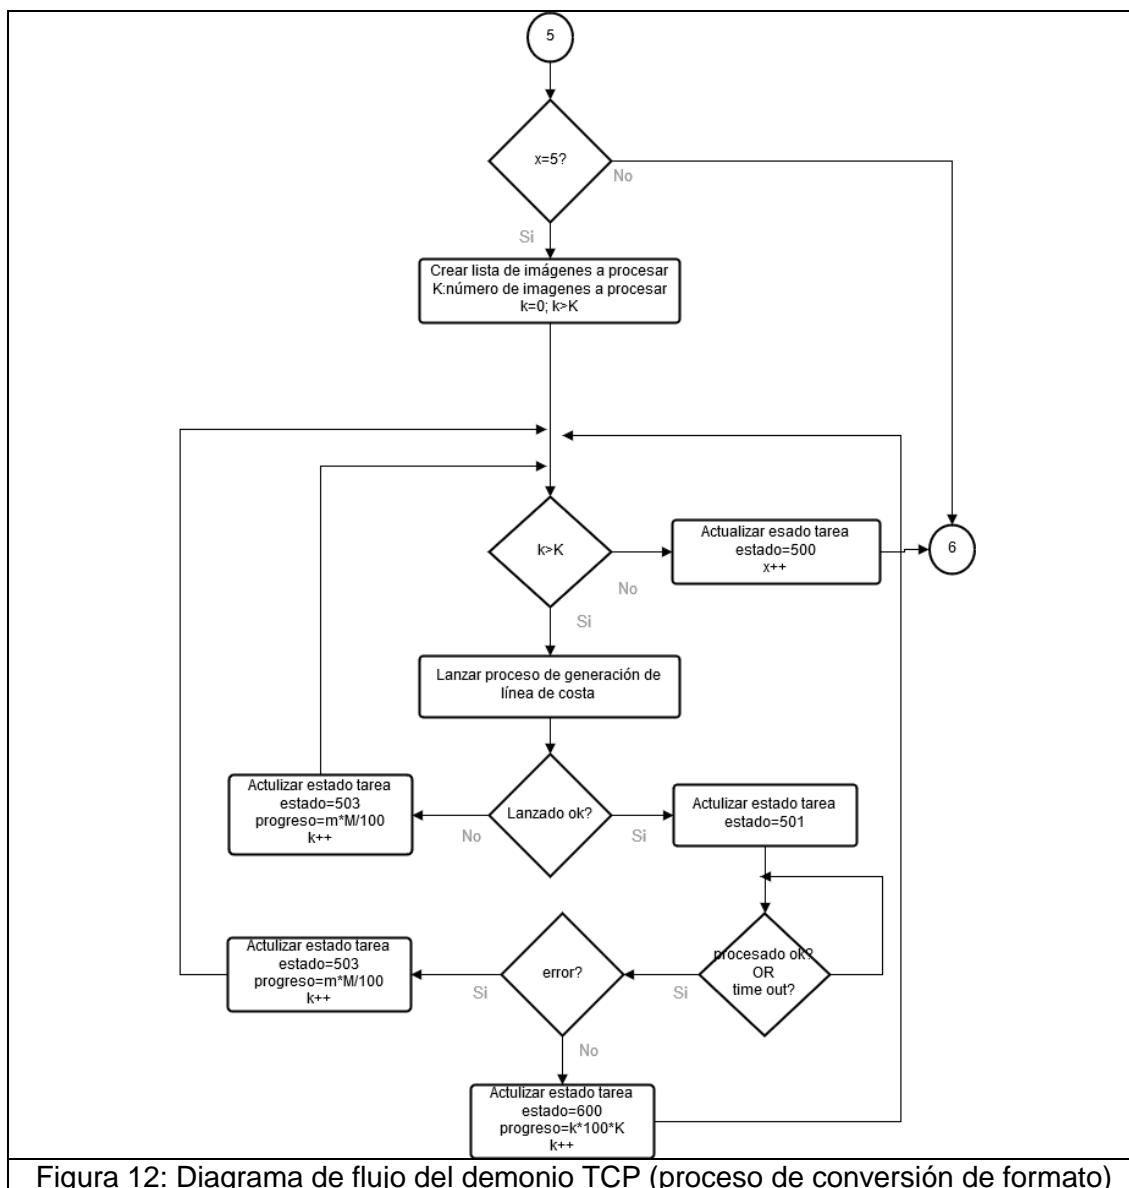 5
x=5?
No
Si
Crear lista de imágenes a procesar
K:número de imagenes a procesar
k=0; k>K
k>K
No
Si
Actualizar esado tarea
estado=500
x++
6
Lanzar proceso de generación de
línea de costa
Lanzado ok?
No
Si
Actulizar estado tarea
estado=503
progreso=m*M/100
k++
Actulizar estado tarea
estado=501
procesado ok?
OR
time out?
Si
error?
Si
No
Actulizar estado tarea
estado=503
progreso=m*M/100
k++
Actulizar estado tarea
estado=600
progreso=k*100*K
k++
Figura 12: Diagrama de flujo del demonio TCP (proceso de conversión de formato)